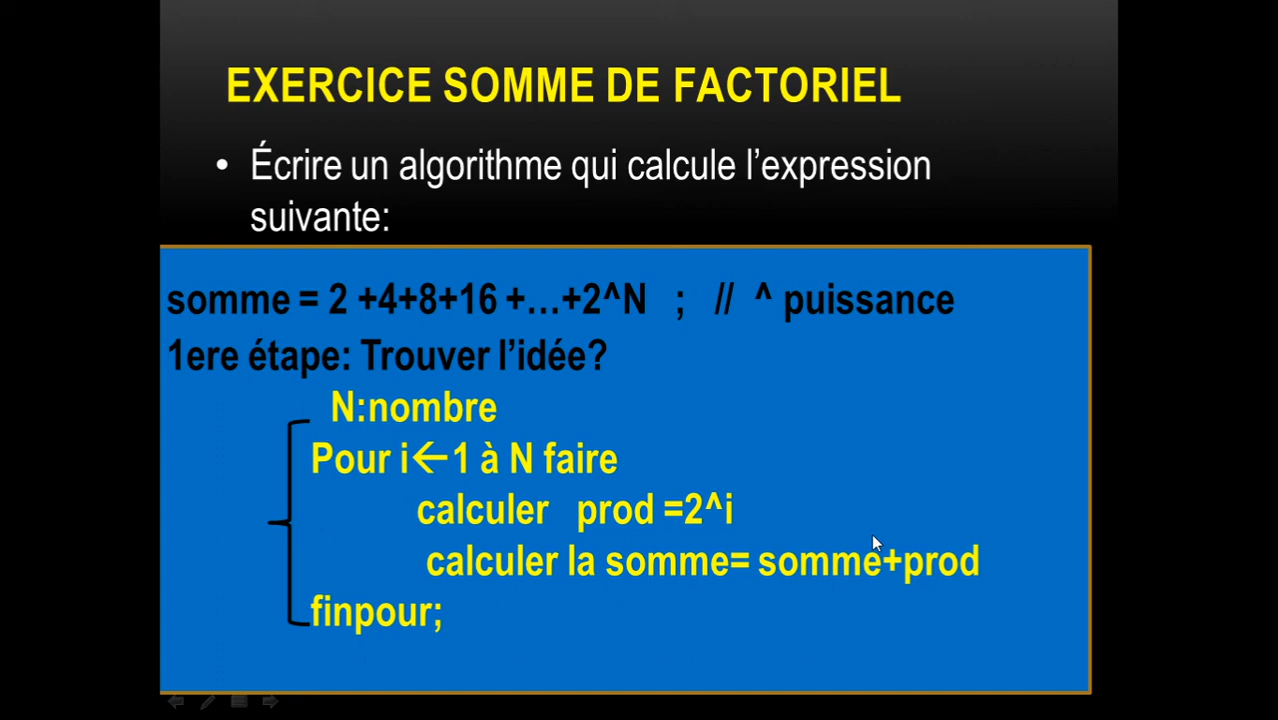 EXERCICE SOMME DE FACTORIEL
• Écrire un algorithme qui calcule l’expression
suivante:
somme = 2 +4+8+16 +…+2^N ; // ^ puissance
1ere étape: Trouver l’idée?
N:nombre
Pour i←1 à N faire
calculer prod =2^i
calculer la somme= somme+prod
finpour;